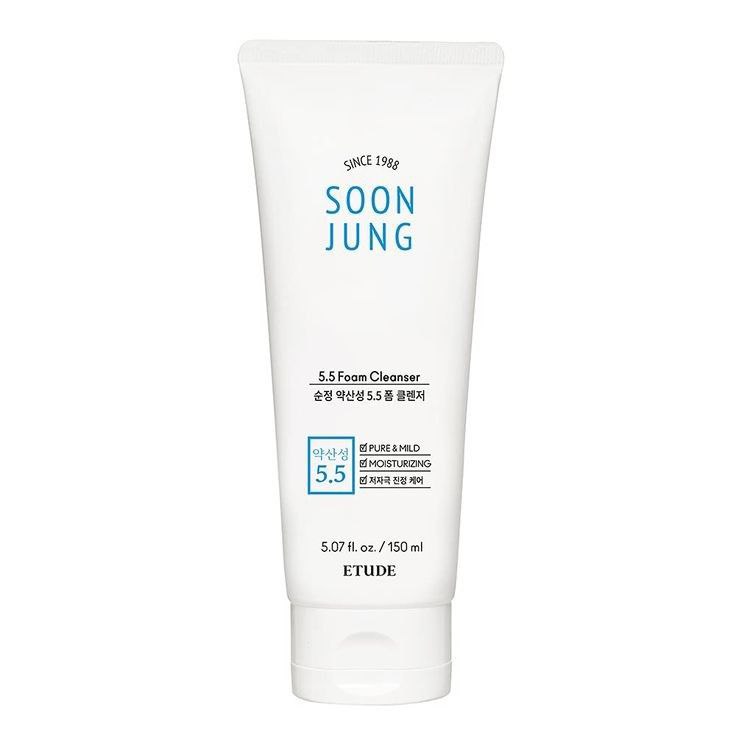 SINCE 1988
SOON
JUNG
5.5 Foam Cleanser
순정 약산성 5.5 폼 클렌저
약산성
5.5
PURE & MILD
MOISTURIZING
저자극 진정 케어
5.07 fl. oz. / 150 ml
ETUDE